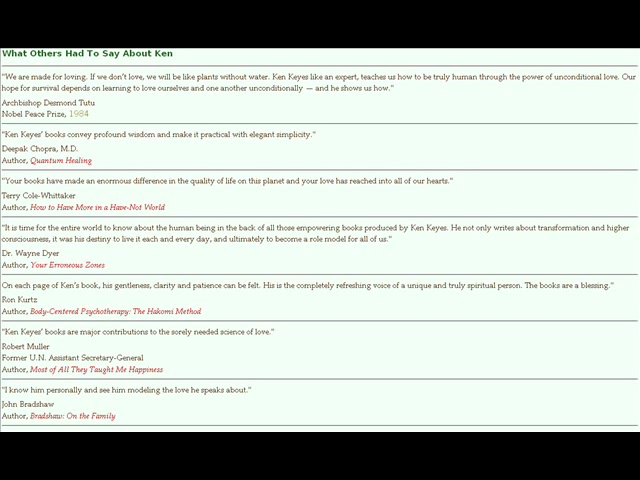 What Others Had To Say About Ken
"We are made for loving. If we don't love, we will be like plants without water. Ken Keyes like an expert, teaches us how to be truly human through the power of unconditional love. Our
hope for survival depends on learning to love ourselves and one another unconditionally — and he shows us how."
Archbishop Desmond Tutu
Nobel Peace Prize, 1984
"Ken Keyes' books convey profound wisdom and make it practical with elegant simplicity."
Deepak Chopra, M.D.
Author, Quantum Healing
"Your books have made an enormous difference in the quality of life on this planet and your love has reached into all of our hearts."
Terry Cole-Whittaker
Author, How to Have More in a Have-Not World
"It is time for the entire world to know about the human being in the back of all those empowering books produced by Ken Keyes. He not only writes about transformation and higher
consciousness, it was his destiny to live it each and every day, and ultimately to become a role model for all of us."
Dr. Wayne Dyer
Author, Your Erroneous Zones
On each page of Ken's book, his gentleness, clarity and patience can be felt. His is the completely refreshing voice of a unique and truly spiritual person. The books are a blessing."
Ron Kurtz
Author, Body-Centered Psychotherapy: The Hakomi Method
"Ken Keyes' books are major contributions to the sorely needed science of love."
Robert Muller
Former U.N. Assistant Secretary-General
Author, Most of All They Taught Me Happiness
"I know him personally and see him modeling the love he speaks about."
John Bradshaw
Author, Bradshaw: On the Family